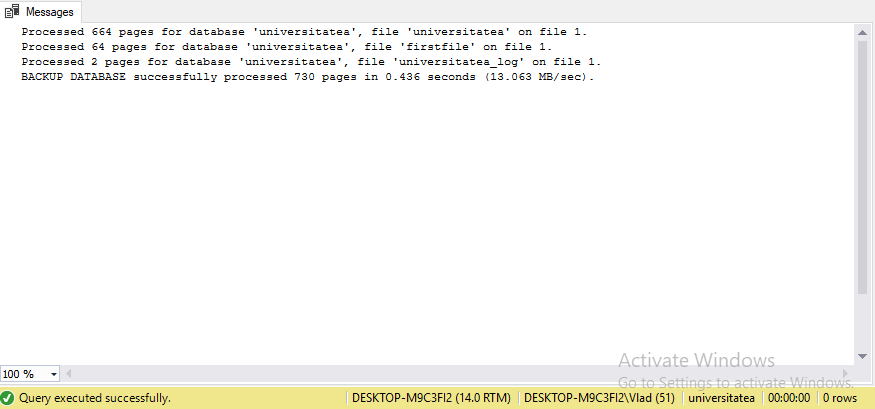 Messages
Processed 664 pages for database 'universitatea', file 'universitatea' on file 1.
Processed 64 pages for database 'universitatea', file 'firstfile' on file 1.
Processed 2 pages for database 'universitatea', file 'universitatea_log' on file 1.
BACKUP DATABASE successfully processed 730 pages in 0.436 seconds (13.063 MB/sec).
Activate Windows
100 %
Go to Settings to activate Windows.
Query executed successfully. DESKTOP-M9C3FI2 (14.0 RTM) DESKTOP-M9C3FI2\Vlad (51) universitatea 00:00:00 0 rows